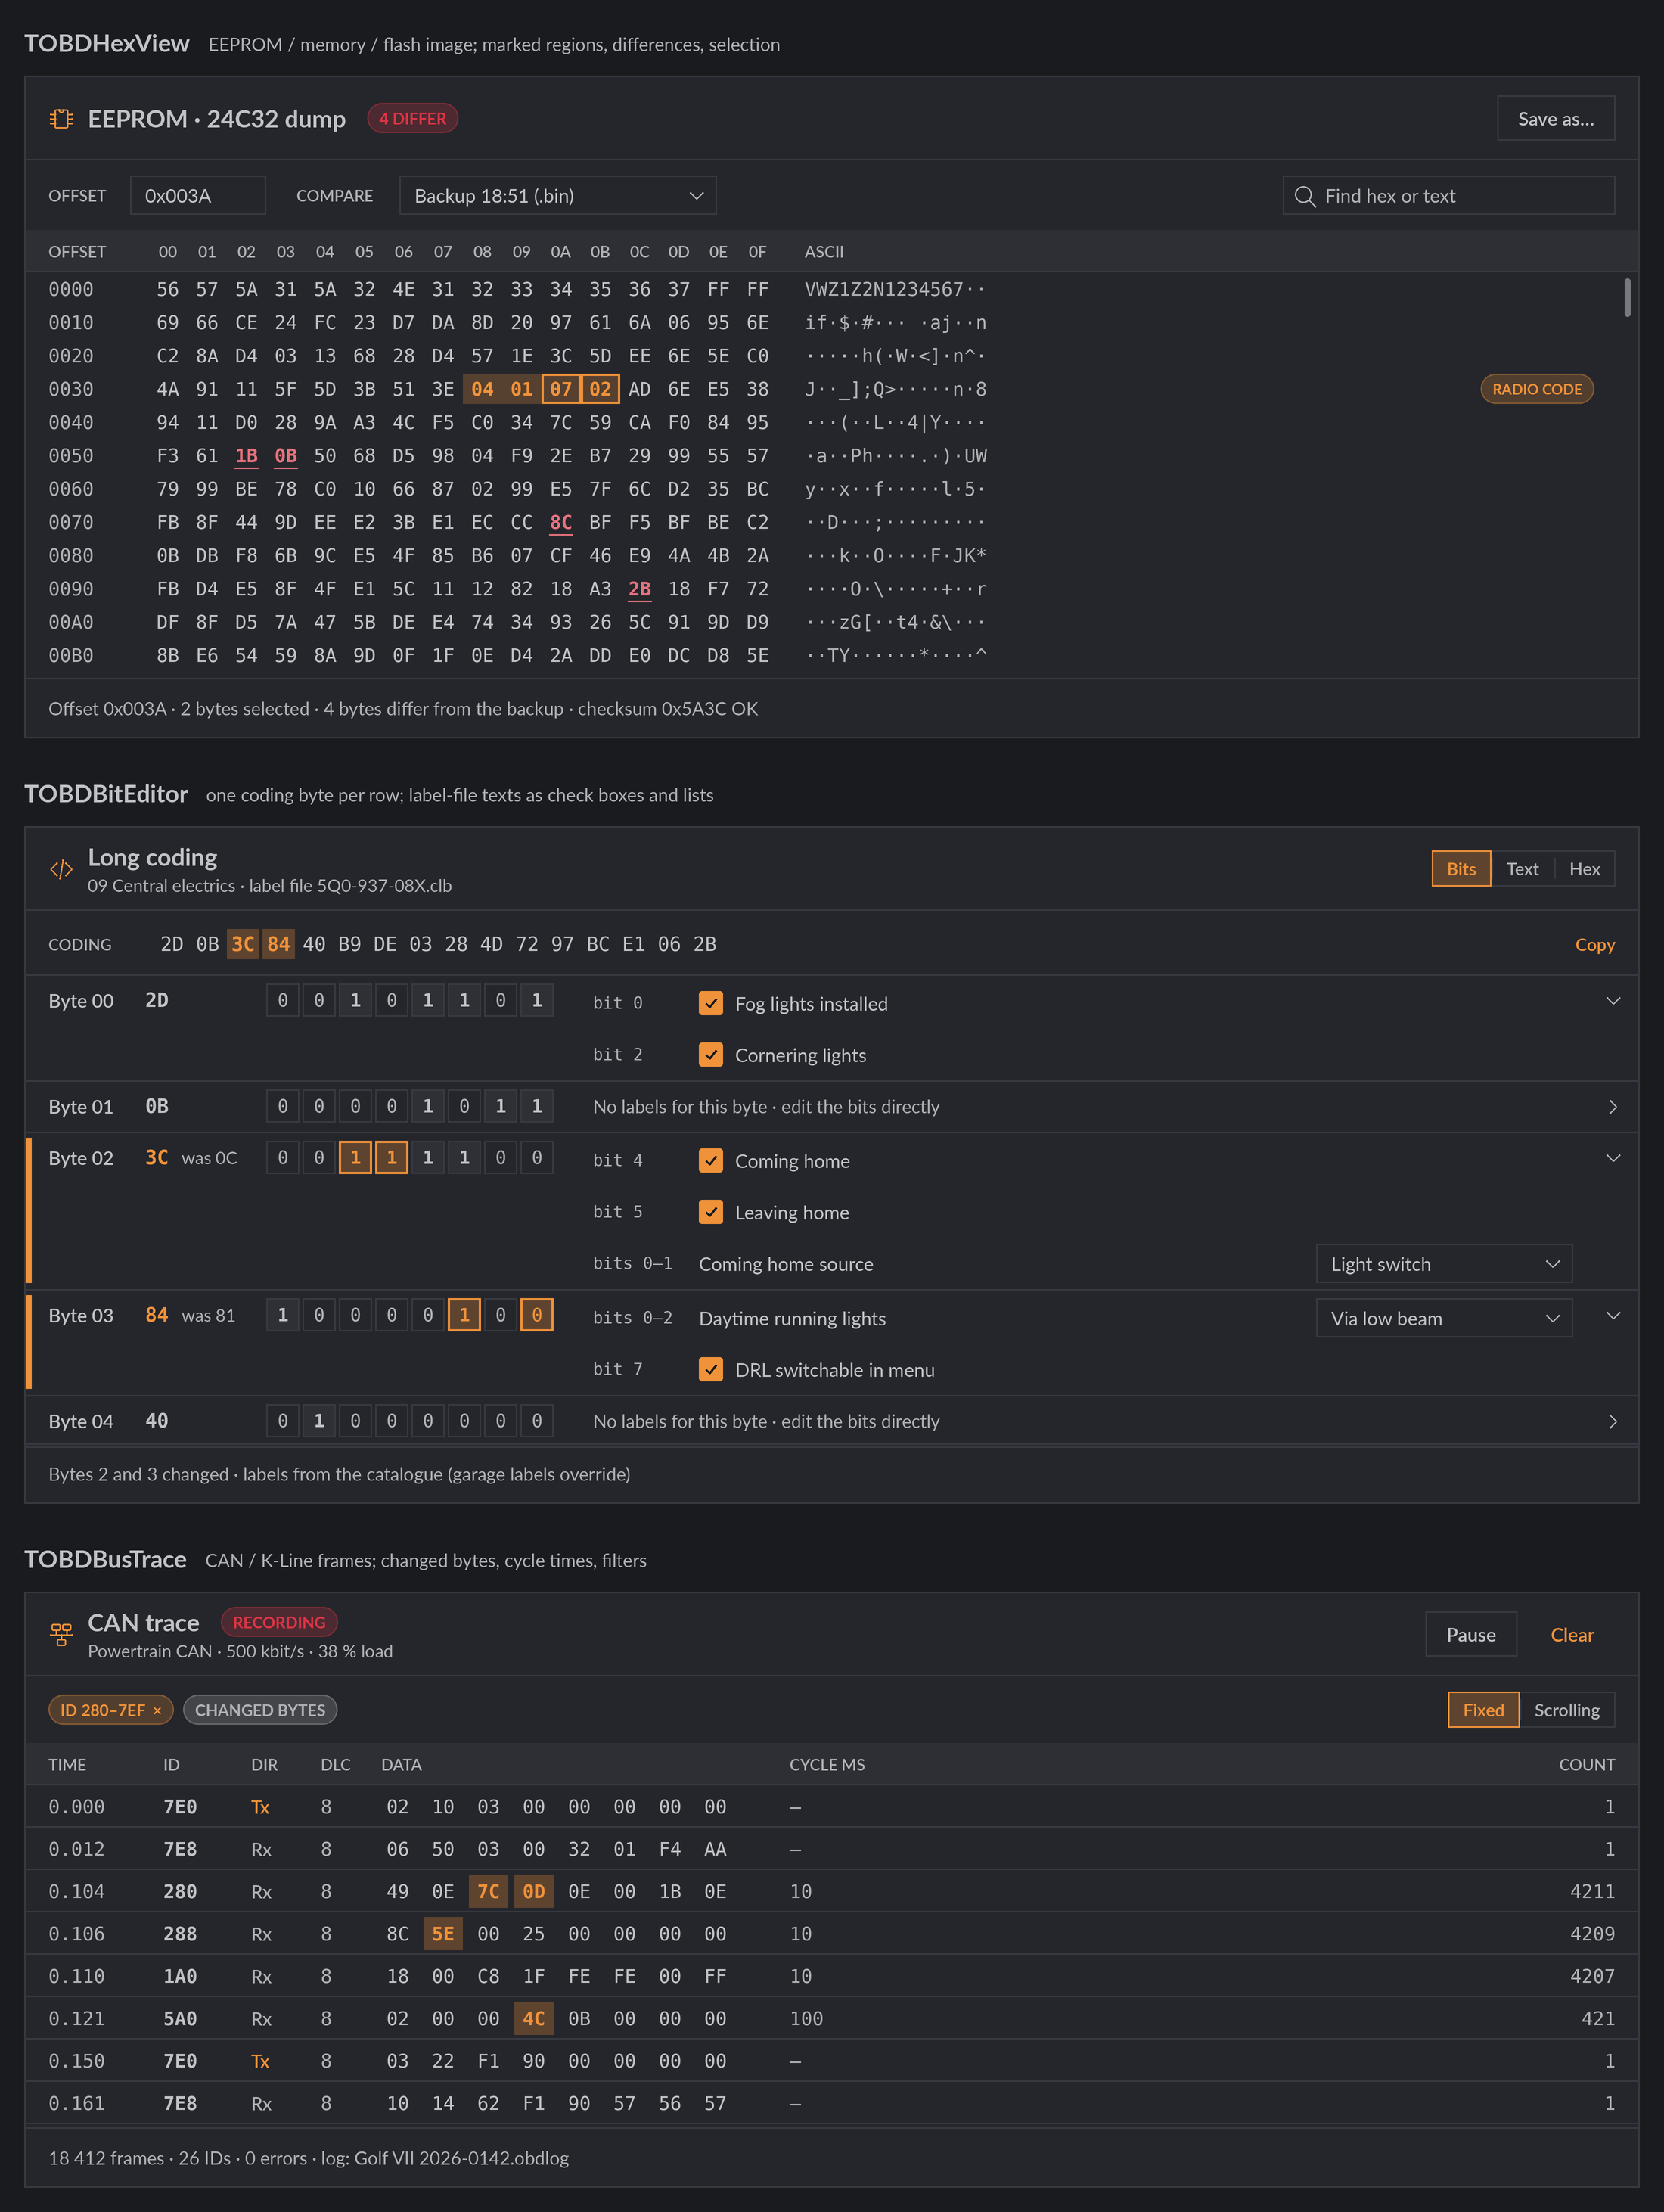 TOBDHexView EEPROM / memory / flash image; marked regions, differences, selection
EEPROM · 24C32 dump 4 DIFFER Save as...
OFFSET 0x003A COMPARE Backup 18:51 (.bin) Find hex or text
OFFSET 00 01 02 03 04 05 06 07 08 09 0A 0B 0C 0D 0E 0F ASCII
0000 56 57 5A 31 5A 32 4E 31 32 33 34 35 36 37 FF FF VWZ1Z2N1234567··
0010 69 66 CE 24 FC 23 D7 DA 8D 20 97 61 6A 06 95 6E if·$·#··· ·aj··n
0020 C2 8A D4 03 13 68 28 D4 57 1E 3C 5D EE 6E 5E C0 ·····h(·W·<]·n^·
0030 4A 91 11 5F 5D 3B 51 3E 04 01 07 02 AD 6E E5 38 J··_];Q>·····n·8 RADIO CODE
0040 94 11 D0 28 9A A3 4C F5 C0 34 7C 59 CA F0 84 95 ···(··L··4|Y····
0050 F3 61 1B 0B 50 68 D5 98 04 F9 2E B7 29 99 55 57 ·a··Ph····.·)·UW
0060 79 99 BE 78 C0 10 66 87 02 99 E5 7F 6C D2 35 BC y··x··f·····l·5·
0070 FB 8F 44 9D EE E2 3B E1 EC CC 8C BF F5 BF BE C2 ··D···;·········
0080 0B DB F8 6B 9C E5 4F 85 B6 07 CF 46 E9 4A 4B 2A ···k··O····F·JK*
0090 FB D4 E5 8F 4F E1 5C 11 12 82 18 A3 2B 18 F7 72 ····O·\·····+··r
00A0 DF 8F D5 7A 47 5B DE E4 74 34 93 26 5C 91 9D D9 ···zG[··t4·&\···
00B0 8B E6 54 59 8A 9D 0F 1F 0E D4 2A DD E0 DC D8 5E ··TY······*····^
Offset 0x003A · 2 bytes selected · 4 bytes differ from the backup · checksum 0x5A3C OK
TOBDBitEditor one coding byte per row; label-file texts as check boxes and lists
Long coding
09 Central electrics · label file 5Q0-937-08X.clb
Bits Text Hex
CODING 2D 0B 3C 84 40 B9 DE 03 28 4D 72 97 BC E1 06 2B Copy
Byte 00 2D 0 0 1 0 1 1 0 1 bit 0 Fog lights installed
bit 2 Cornering lights
Byte 01 0B 0 0 0 0 1 0 1 1 No labels for this byte · edit the bits directly
Byte 02 3C was 0C 0 0 1 1 1 1 0 0 bit 4 Coming home
bit 5 Leaving home
bits 0–1 Coming home source Light switch
Byte 03 84 was 81 1 0 0 0 0 1 0 0 bits 0–2 Daytime running lights Via low beam
bit 7 DRL switchable in menu
Byte 04 40 0 1 0 0 0 0 0 0 No labels for this byte · edit the bits directly
Bytes 2 and 3 changed · labels from the catalogue (garage labels override)
TOBDBusTrace CAN / K-Line frames; changed bytes, cycle times, filters
CAN trace RECORDING
Powertrain CAN · 500 kbit/s · 38 % load
Pause Clear
ID 280–7EF × CHANGED BYTES Fixed Scrolling
TIME ID DIR DLC DATA CYCLE MS COUNT
0.000 7E0 Tx 8 02 10 03 00 00 00 00 00 — 1
0.012 7E8 Rx 8 06 50 03 00 32 01 F4 AA — 1
0.104 280 Rx 8 49 0E 7C 0D 0E 00 1B 0E 10 4211
0.106 288 Rx 8 8C 5E 00 25 00 00 00 00 10 4209
0.110 1A0 Rx 8 18 00 C8 1F FE FE 00 FF 10 4207
0.121 5A0 Rx 8 02 00 00 4C 0B 00 00 00 100 421
0.150 7E0 Tx 8 03 22 F1 90 00 00 00 00 — 1
0.161 7E8 Rx 8 10 14 62 F1 90 57 56 57 — 1
18 412 frames · 26 IDs · 0 errors · log: Golf VII 2026-0142.obdlog